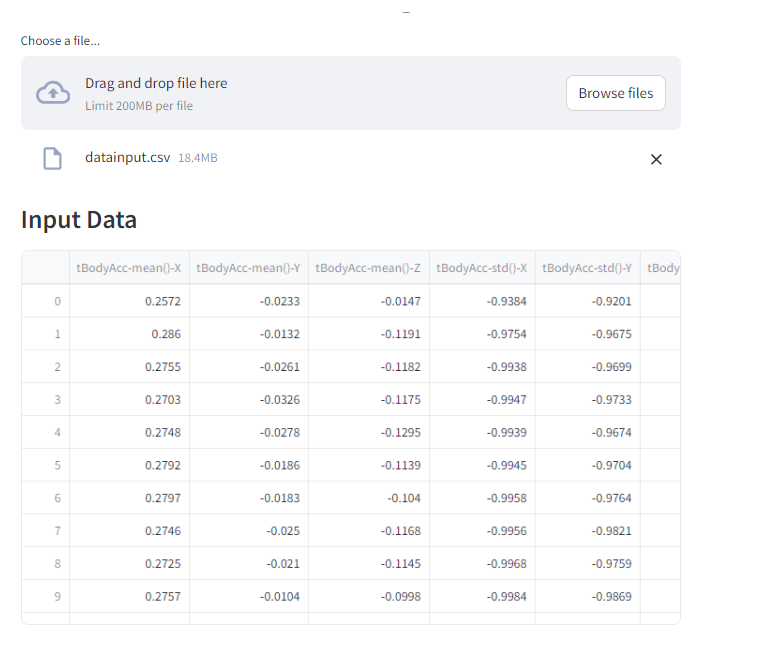 Choose a file...
Drag and drop file here
Limit 200MB per file
Browse files
datainput.csv 18.4MB
Input Data
tBodyAcc-mean()-X tBodyAcc-mean()-Y tBodyAcc-mean()-Z tBodyAcc-std()-X tBodyAcc-std()-Y tBody
0 0.2572 -0.0233 -0.0147 -0.9384 -0.9201
1 0.286 -0.0132 -0.1191 -0.9754 -0.9675
2 0.2755 -0.0261 -0.1182 -0.9938 -0.9699
3 0.2703 -0.0326 -0.1175 -0.9947 -0.9733
4 0.2748 -0.0278 -0.1295 -0.9939 -0.9674
5 0.2792 -0.0186 -0.1139 -0.9945 -0.9704
6 0.2797 -0.0183 -0.104 -0.9958 -0.9764
7 0.2746 -0.025 -0.1168 -0.9956 -0.9821
8 0.2725 -0.021 -0.1145 -0.9968 -0.9759
9 0.2757 -0.0104 -0.0998 -0.9984 -0.9869